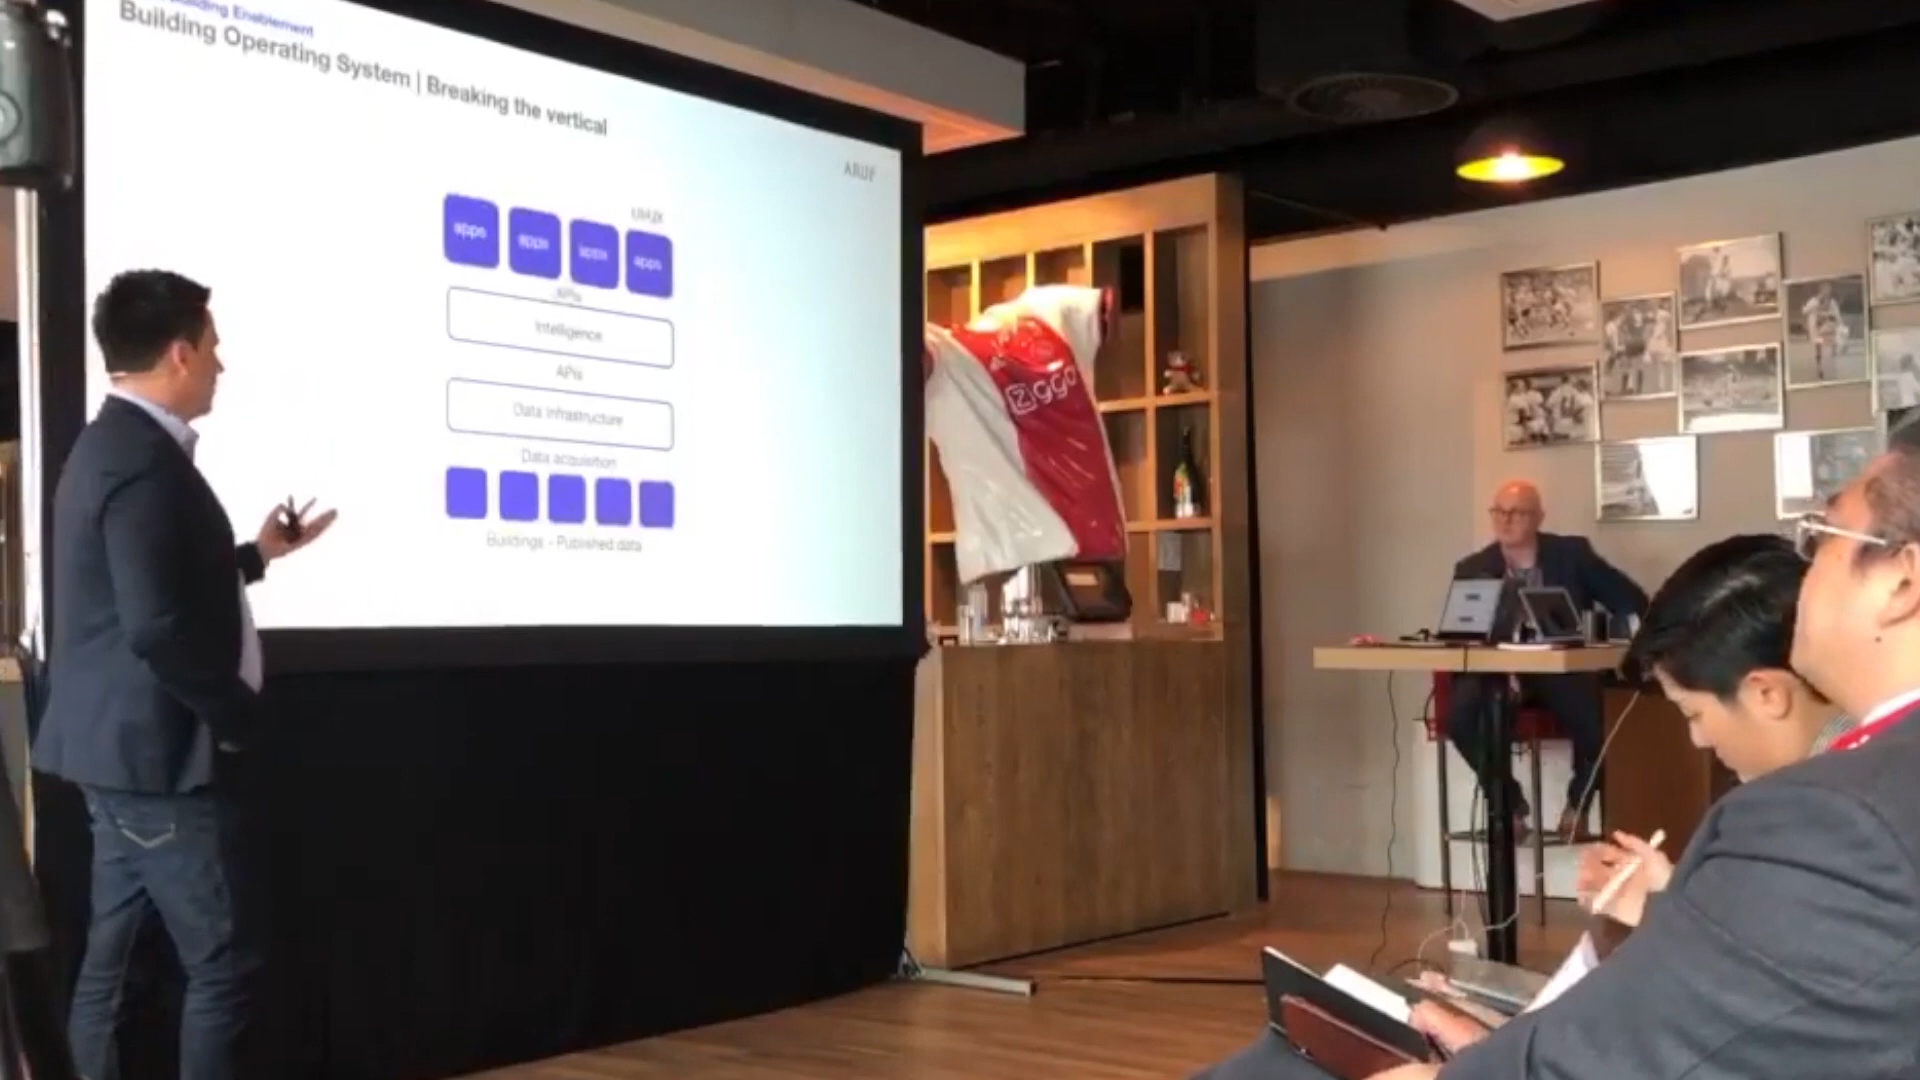 Building Enablement
Building Operating System | Breaking the vertical
ARUP
UI/UX
apps apps apps apps
APIs
Intelligence
APIs
Data Infrastructure
Data acquisition
Buildings - Published data
Ziggo